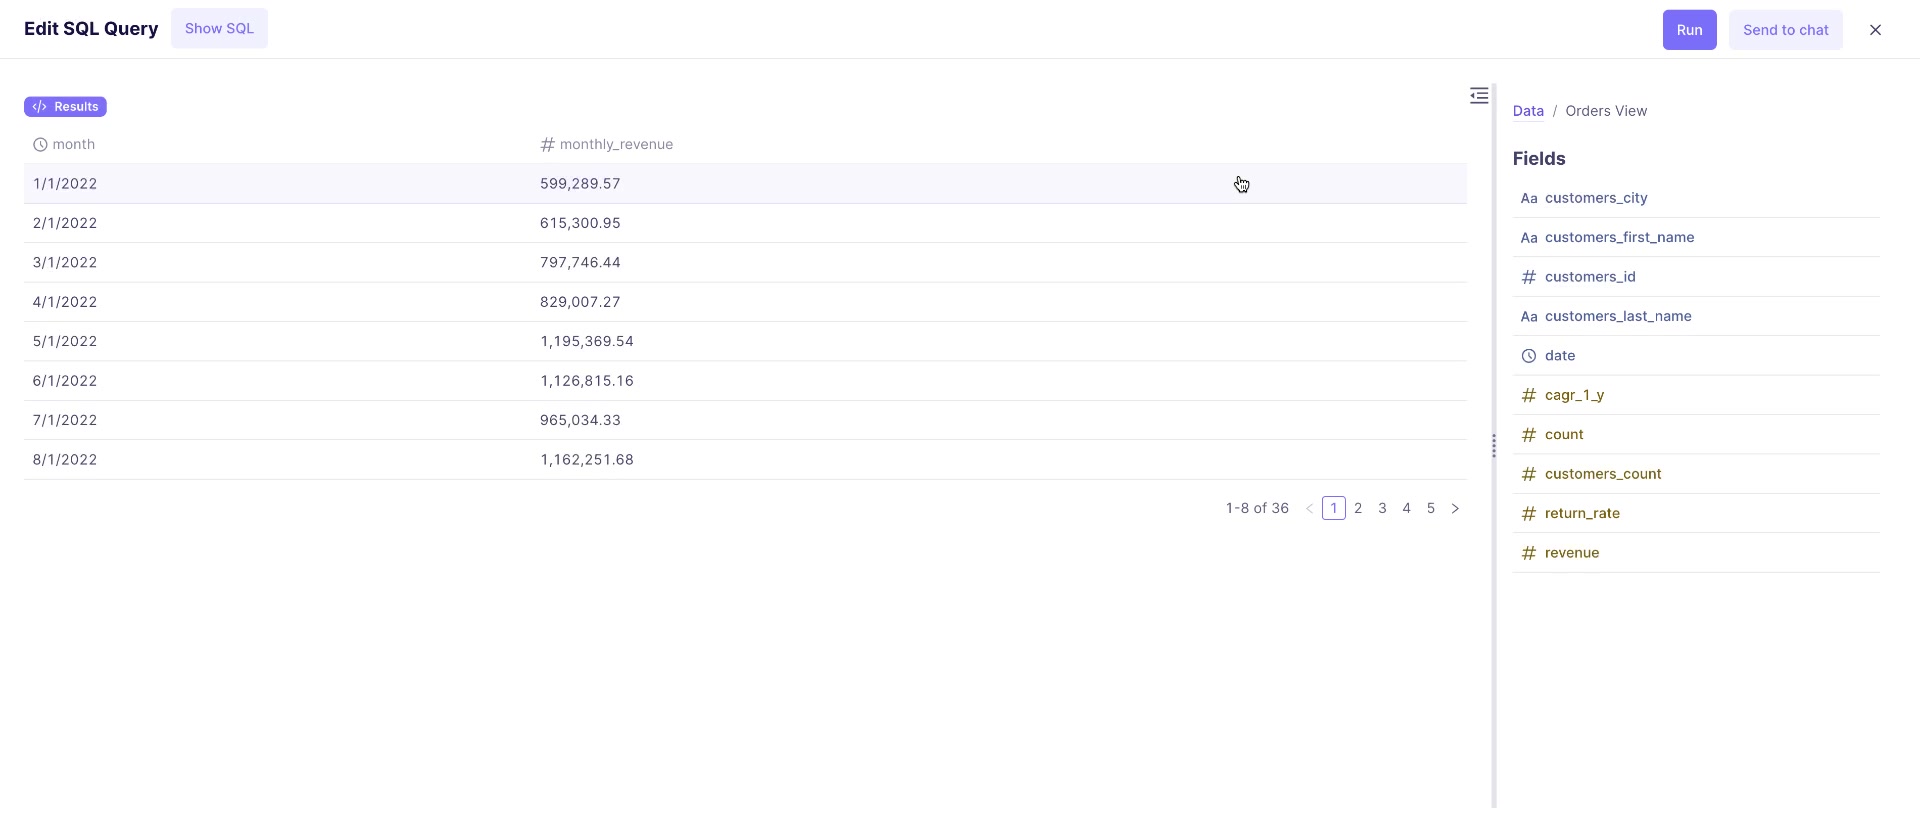 Edit SQL Query Show SQL Run Send to chat
Results
month monthly_revenue
1/1/2022 599,289.57
2/1/2022 615,300.95
3/1/2022 797,746.44
4/1/2022 829,007.27
5/1/2022 1,195,369.54
6/1/2022 1,126,815.16
7/1/2022 965,034.33
8/1/2022 1,162,251.68
1-8 of 36 < 1 2 3 4 5 >
Data / Orders View
Fields
Aa customers_city
Aa customers_first_name
# customers_id
Aa customers_last_name
date
# cagr_1_y
# count
# customers_count
# return_rate
# revenue